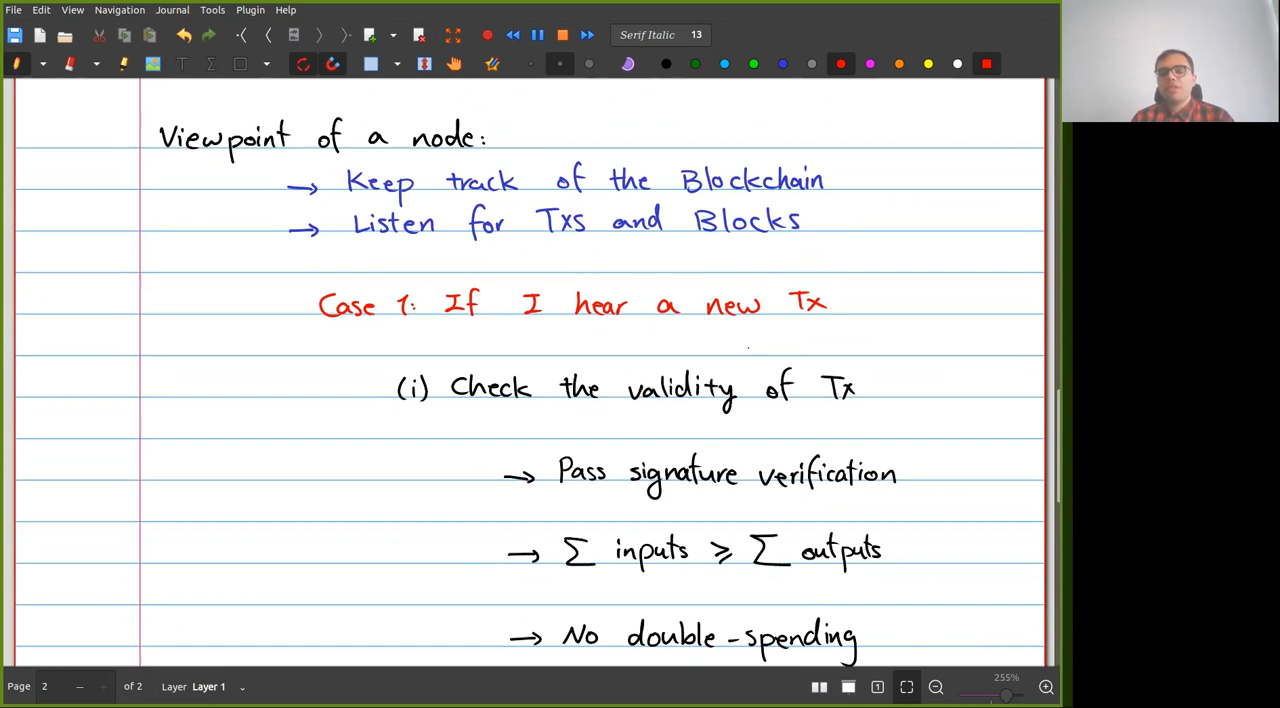 File Edit View Navigation Journal Tools Plugin Help
Serif Italic 13
Viewpoint of a node:
→ Keep track of the Blockchain
→ Listen for Txs and Blocks
Case 1: If I hear a new Tx
(i) Check the validity of Tx
→ Pass signature verification
→ ∑ inputs ⩾ ∑ outputs
→ No double-spending
Page 2 of 2 Layer Layer 1 255%